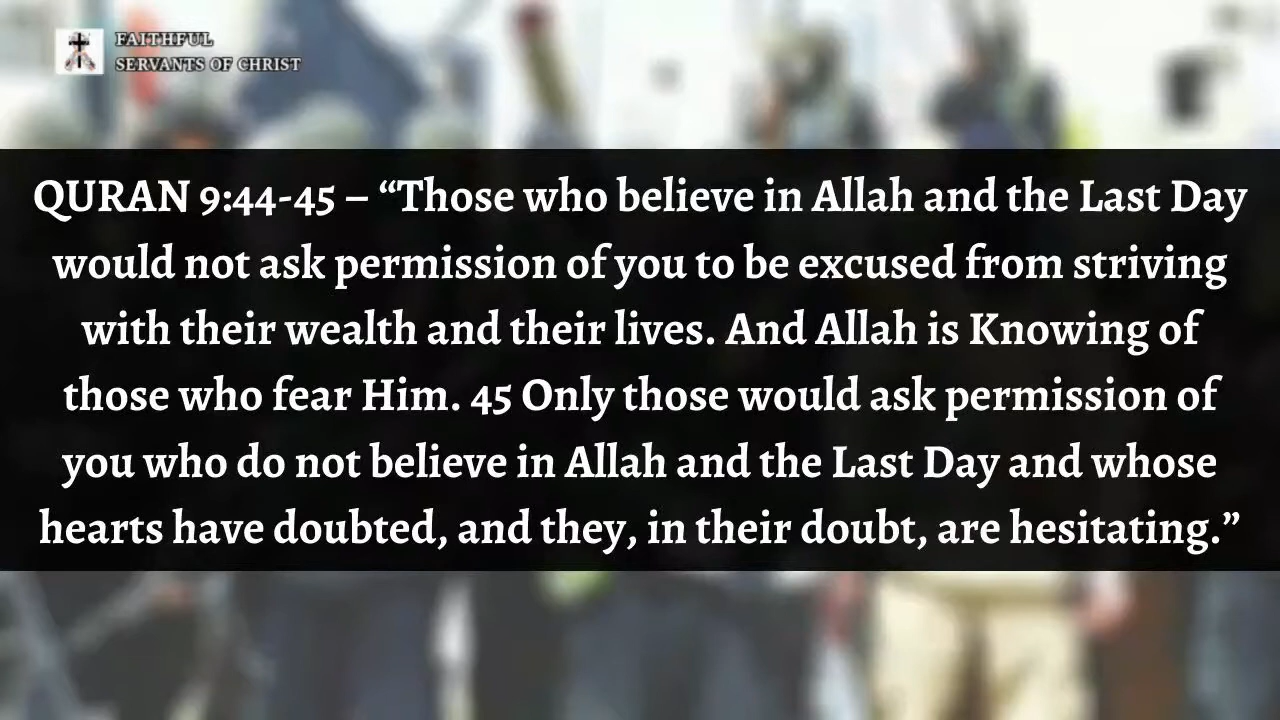 FAITHFUL
SERVANTS OF CHRIST
QURAN 9:44-45 – “Those who believe in Allah and the Last Day
would not ask permission of you to be excused from striving
with their wealth and their lives. And Allah is Knowing of
those who fear Him. 45 Only those would ask permission of
you who do not believe in Allah and the Last Day and whose
hearts have doubted, and they, in their doubt, are hesitating.”